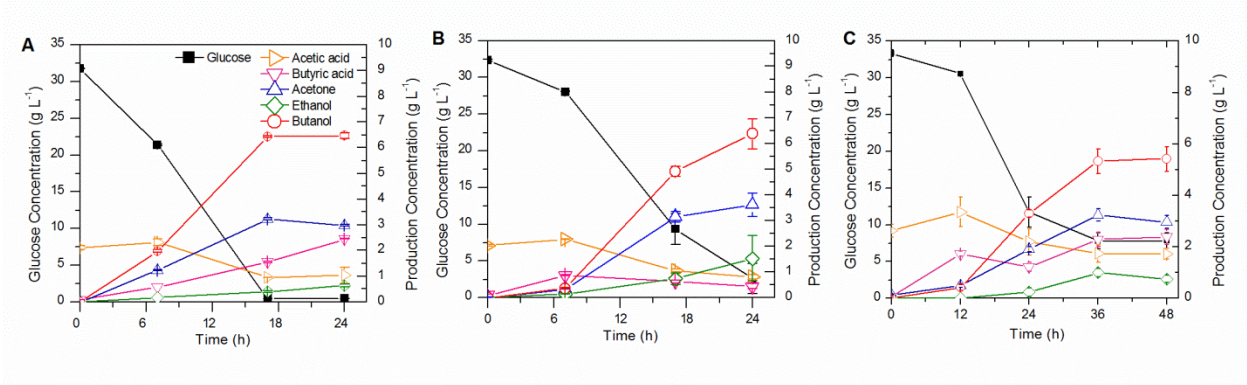 A
35
30
25
20
15
10
5
0
Glucose Concentration (g L⁻¹)
Glucose
Acetic acid
Butyric acid
Acetone
Ethanol
Butanol
10
9
8
7
6
5
4
3
2
1
0
Production Concentration (g L⁻¹)
0 6 12 18 24
Time (h)
B
35
30
25
20
15
10
5
0
Glucose Concentration (g L⁻¹)
10
9
8
7
6
5
4
3
2
1
0
Production Concentration (g L⁻¹)
0 6 12 18 24
Time (h)
C
35
30
25
20
15
10
5
0
Glucose Concentration (g L⁻¹)
10
8
6
4
2
0
Production Concentration (g L⁻¹)
0 12 24 36 48
Time (h)